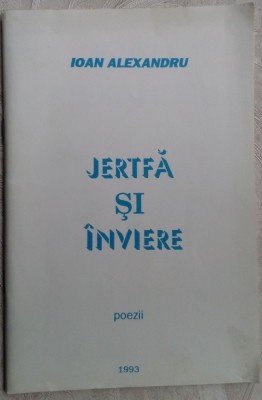 IOAN ALEXANDRU
JERTFĂ
ŞI
ÎNVIERE
poezii
1993